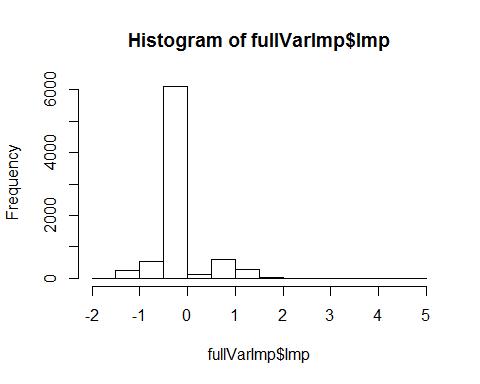 Histogram of fullVarImp$Imp
Frequency
6000
4000
2000
0
-2 -1 0 1 2 3 4 5
fullVarImp$Imp